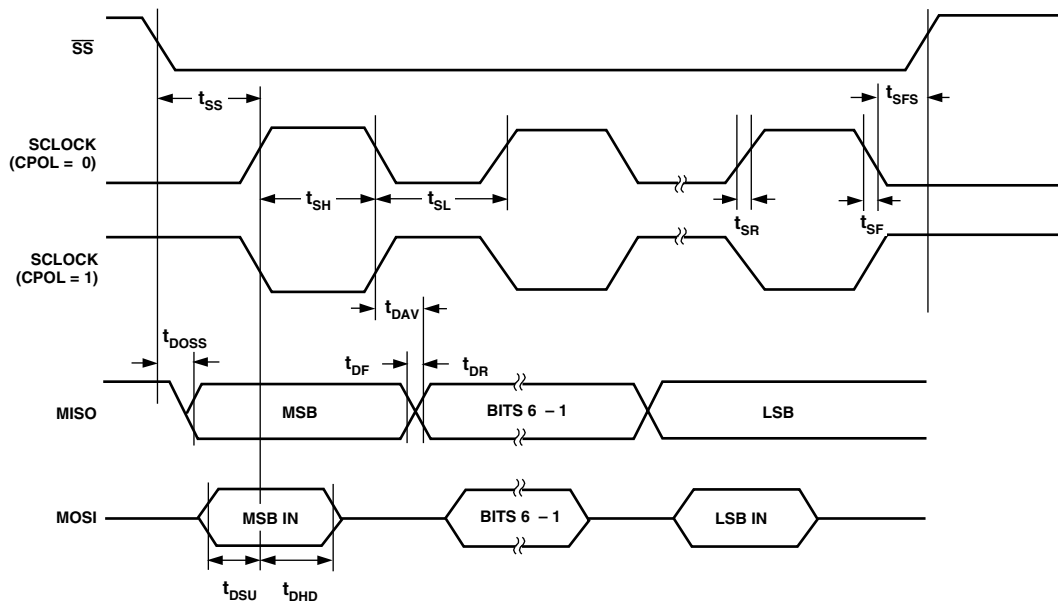 SS
tSS
tSFS
SCLOCK
(CPOL = 0)
tSH
tSL
tSR
tSF
SCLOCK
(CPOL = 1)
tDAV
tDOSS
tDF
tDR
MISO
MSB
BITS 6 – 1
LSB
MOSI
MSB IN
BITS 6 – 1
LSB IN
tDSU
tDHD